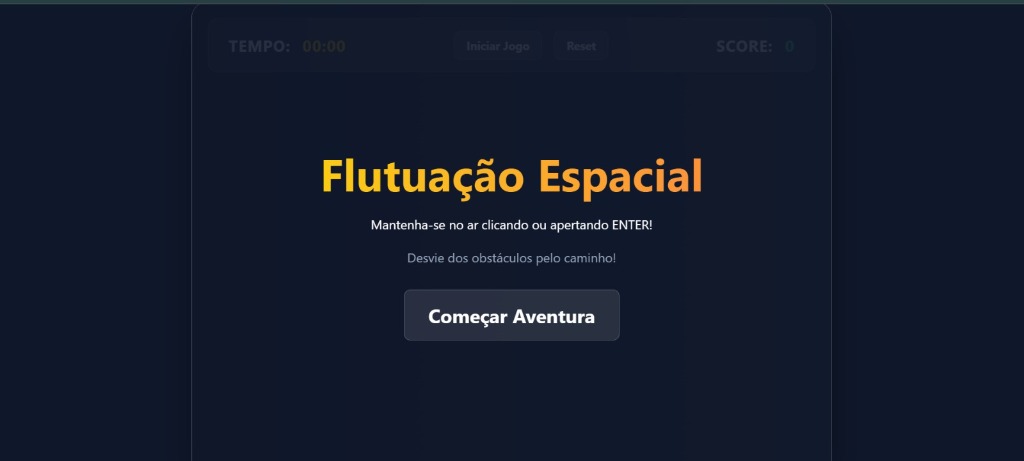 TEMPO: 00:00 Iniciar Jogo Reset SCORE: 0
Flutuação Espacial
Mantenha-se no ar clicando ou apertando ENTER!
Desvie dos obstáculos pelo caminho!
Começar Aventura